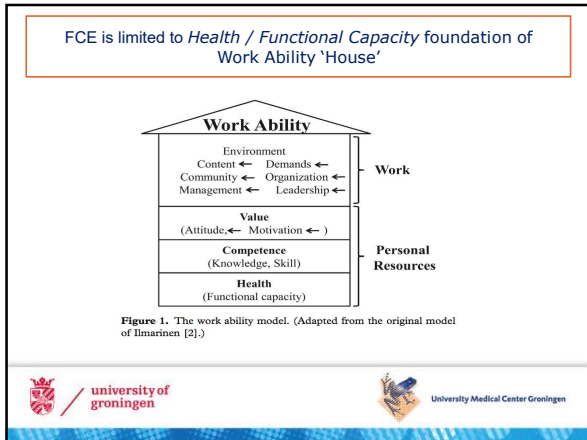 FCE is limited to Health / Functional Capacity foundation of
Work Ability ‘House’
Work Ability
Environment
Content ← Demands ←
Community ← Organization ←
Management ← Leadership ←
Work
Value
(Attitude,← Motivation ← )
Competence
(Knowledge, Skill)
Personal
Resources
Health
(Functional capacity)
Figure 1. The work ability model. (Adapted from the original model
of Ilmarinen [2].)
university of
groningen
University Medical Center Groningen